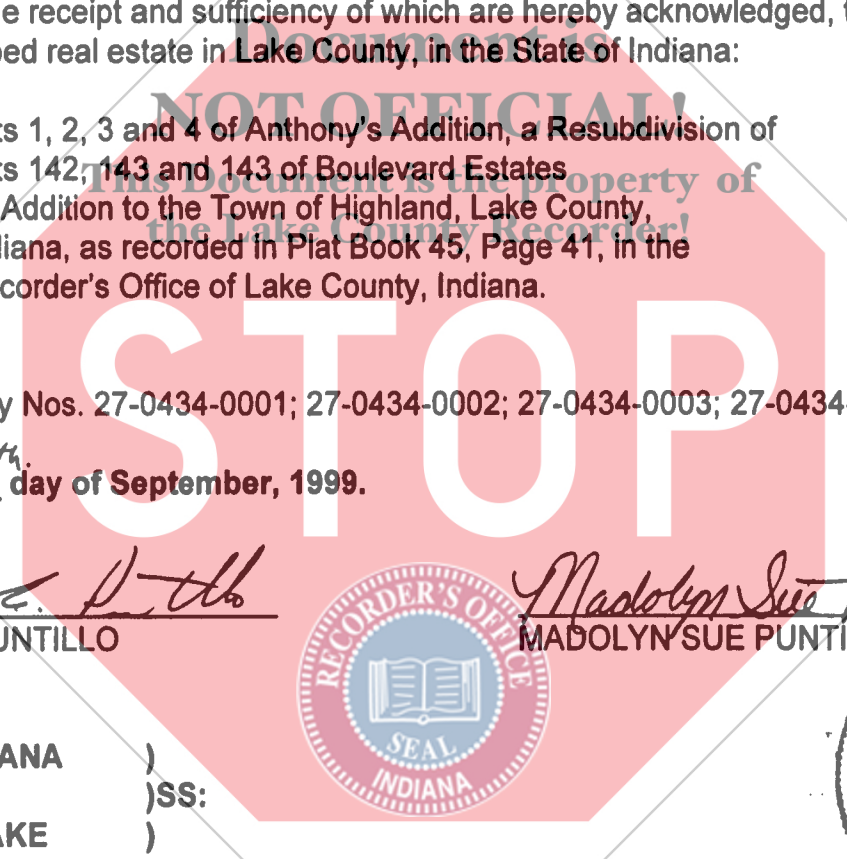 e receipt and sufficiency of which are hereby acknowledged, t
bed real estate in Lake County, in the State of Indiana:
Document is
NOT OFFICIAL!
This Document is the property of
the Lake County Recorder!
ts 1, 2, 3 and 4 of Anthony's Addition, a Resubdivision of
ts 142, 143 and 143 of Boulevard Estates
Addition to the Town of Highland, Lake County,
diana, as recorded in Plat Book 45, Page 41, in the
corder's Office of Lake County, Indiana.
STOP
y Nos. 27-0434-0001; 27-0434-0002; 27-0434-0003; 27-0434-
th.
day of September, 1999.
Madolyn Sue
UNTILLO
MADOLYN SUE PUNTI
RECORDER'S OFFICE
SEAL
INDIANA
IANA )
)SS:
AKE )